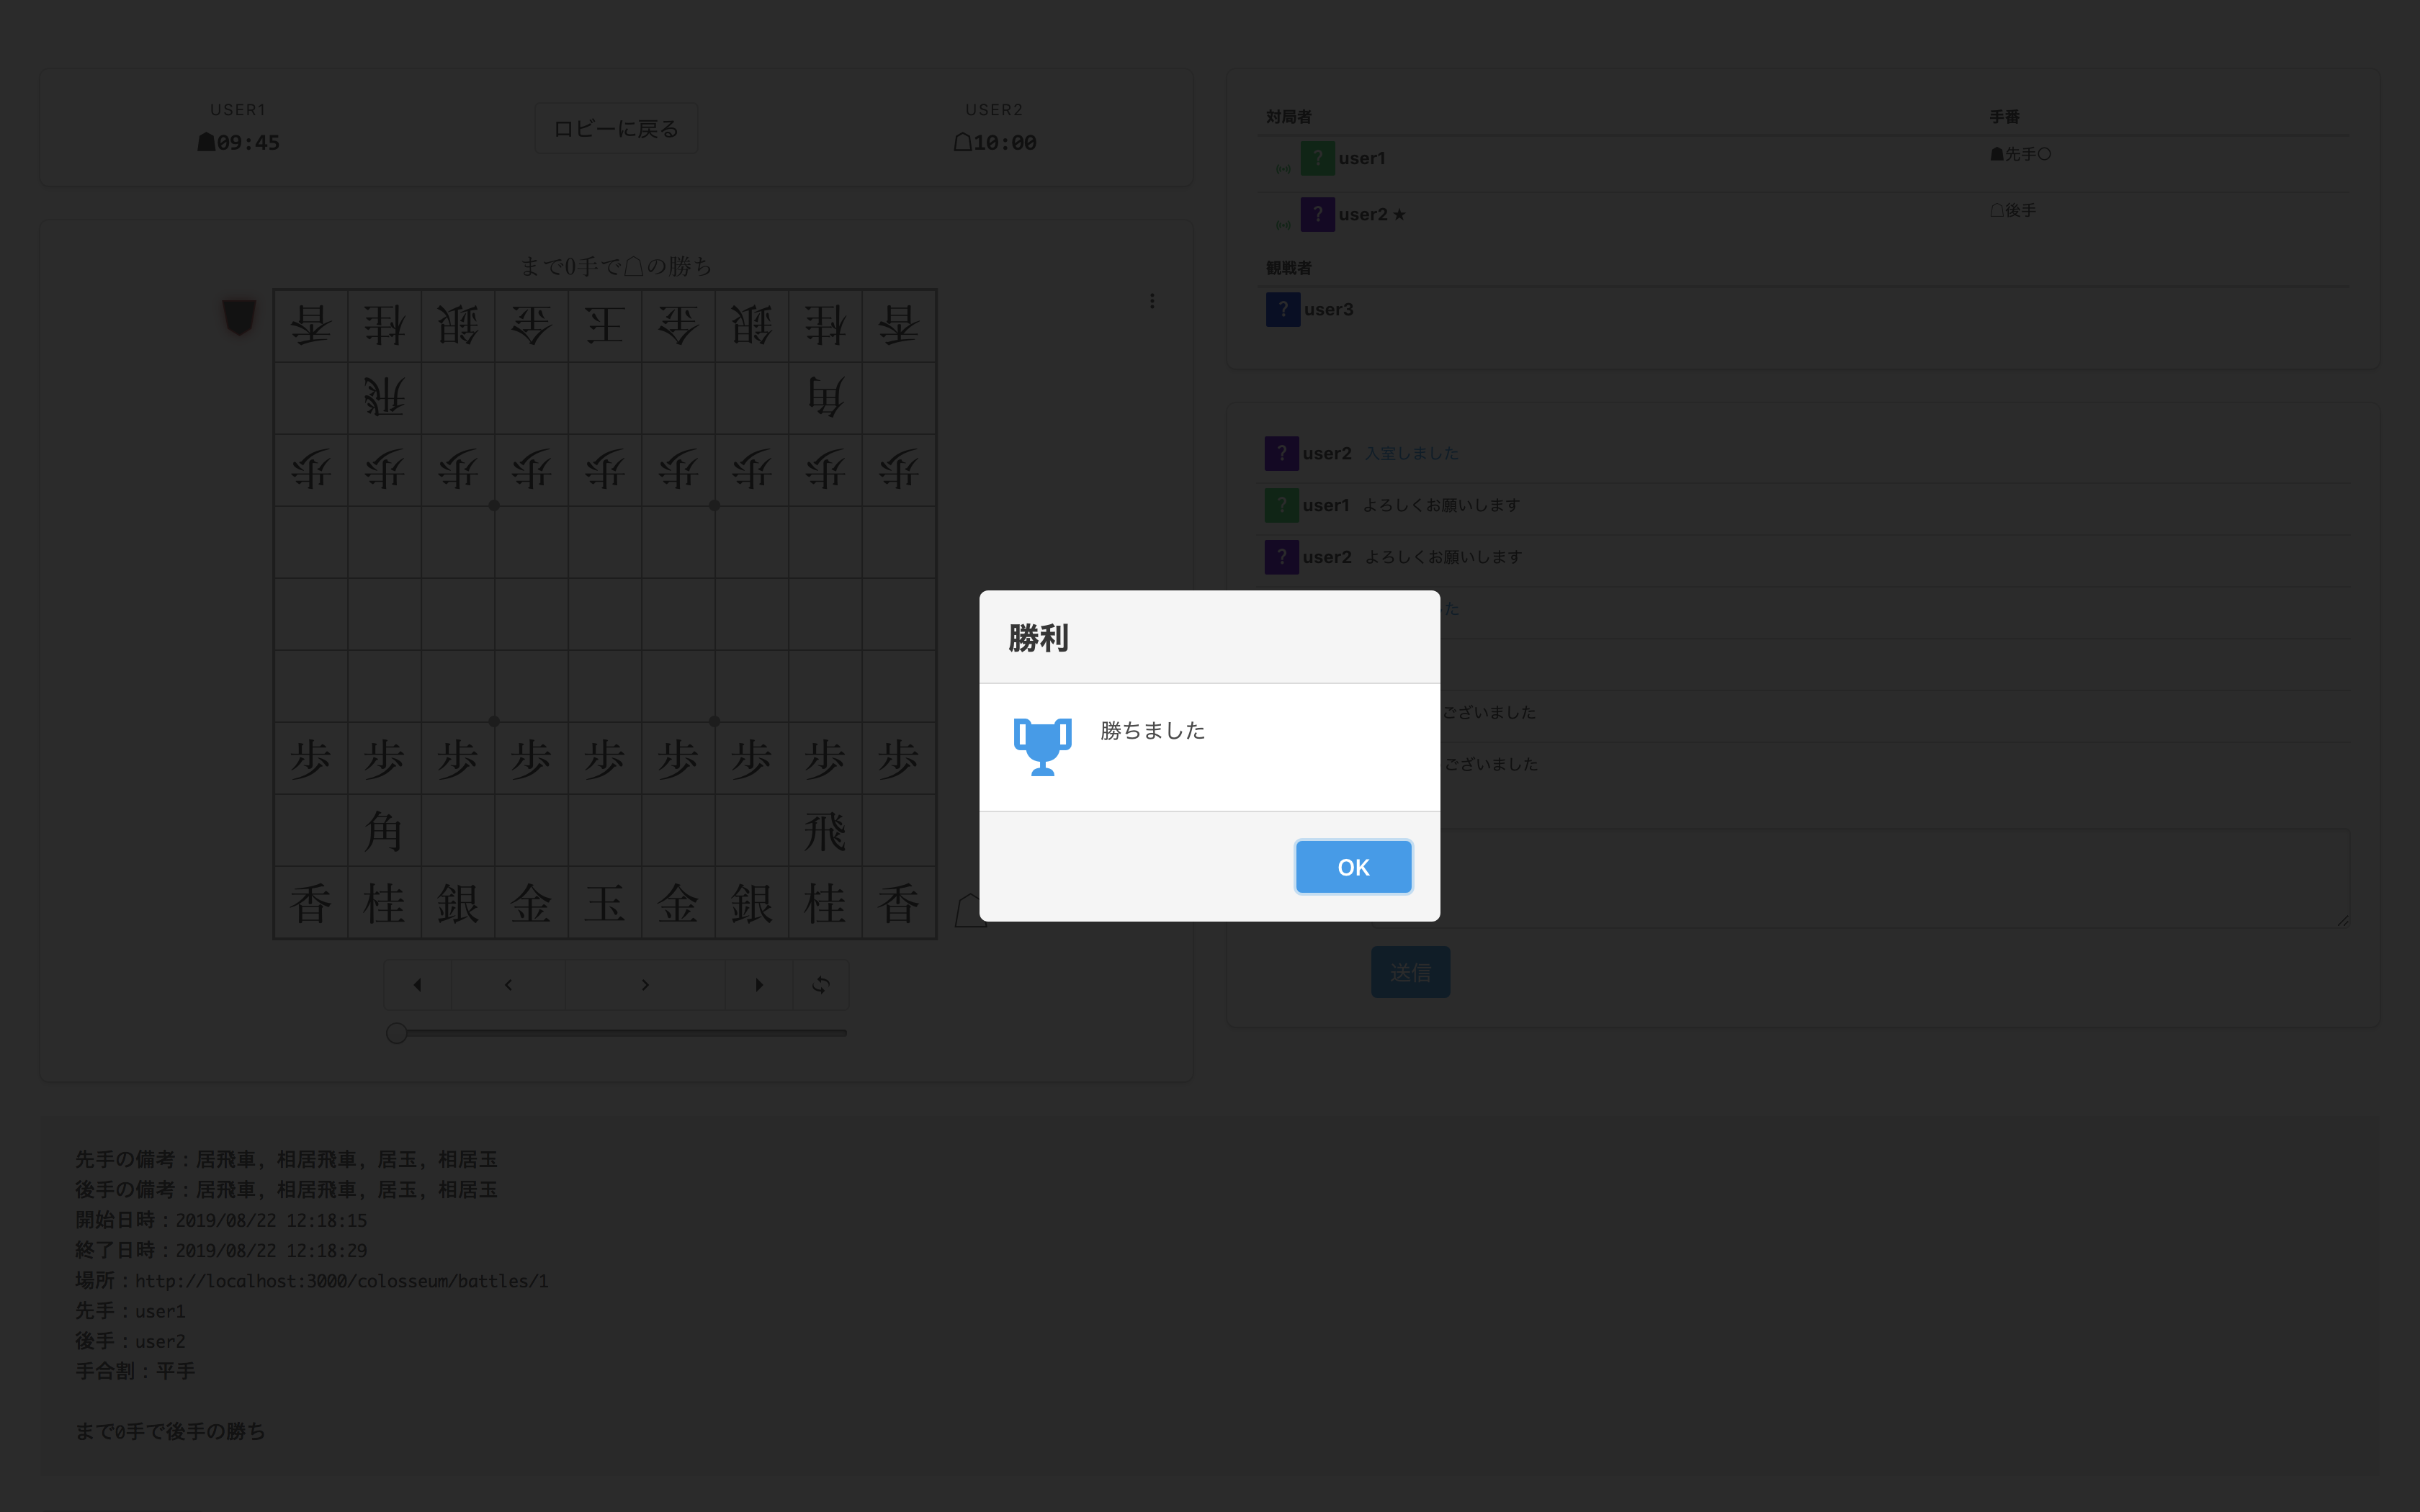 USER1
09:45
ロビーに戻る
USER2
10:00
まで0手で☖の勝ち
香 桂 銀 金 王 金 銀 桂 香
飛 角
歩 歩 歩 歩 歩 歩 歩 歩 歩
歩 歩 歩 歩 歩 歩 歩 歩 歩
角 飛
香 桂 銀 金 王 金 銀 桂 香
対局者 手番
? user1 ☗先手○
? user2 ★ ☖後手
観戦者
? user3
? user2 入室しました
? user1 よろしくお願いします
? user2 よろしくお願いします
た
ございました
ございました
送信
勝利
勝ちました
OK
先手の備考：居飛車, 相居飛車, 居玉, 相居玉
後手の備考：居飛車, 相居飛車, 居玉, 相居玉
開始日時：2019/08/22 12:18:15
終了日時：2019/08/22 12:18:29
場所：http://localhost:3000/colosseum/battles/1
先手：user1
後手：user2
手合割：平手
まで0手で後手の勝ち